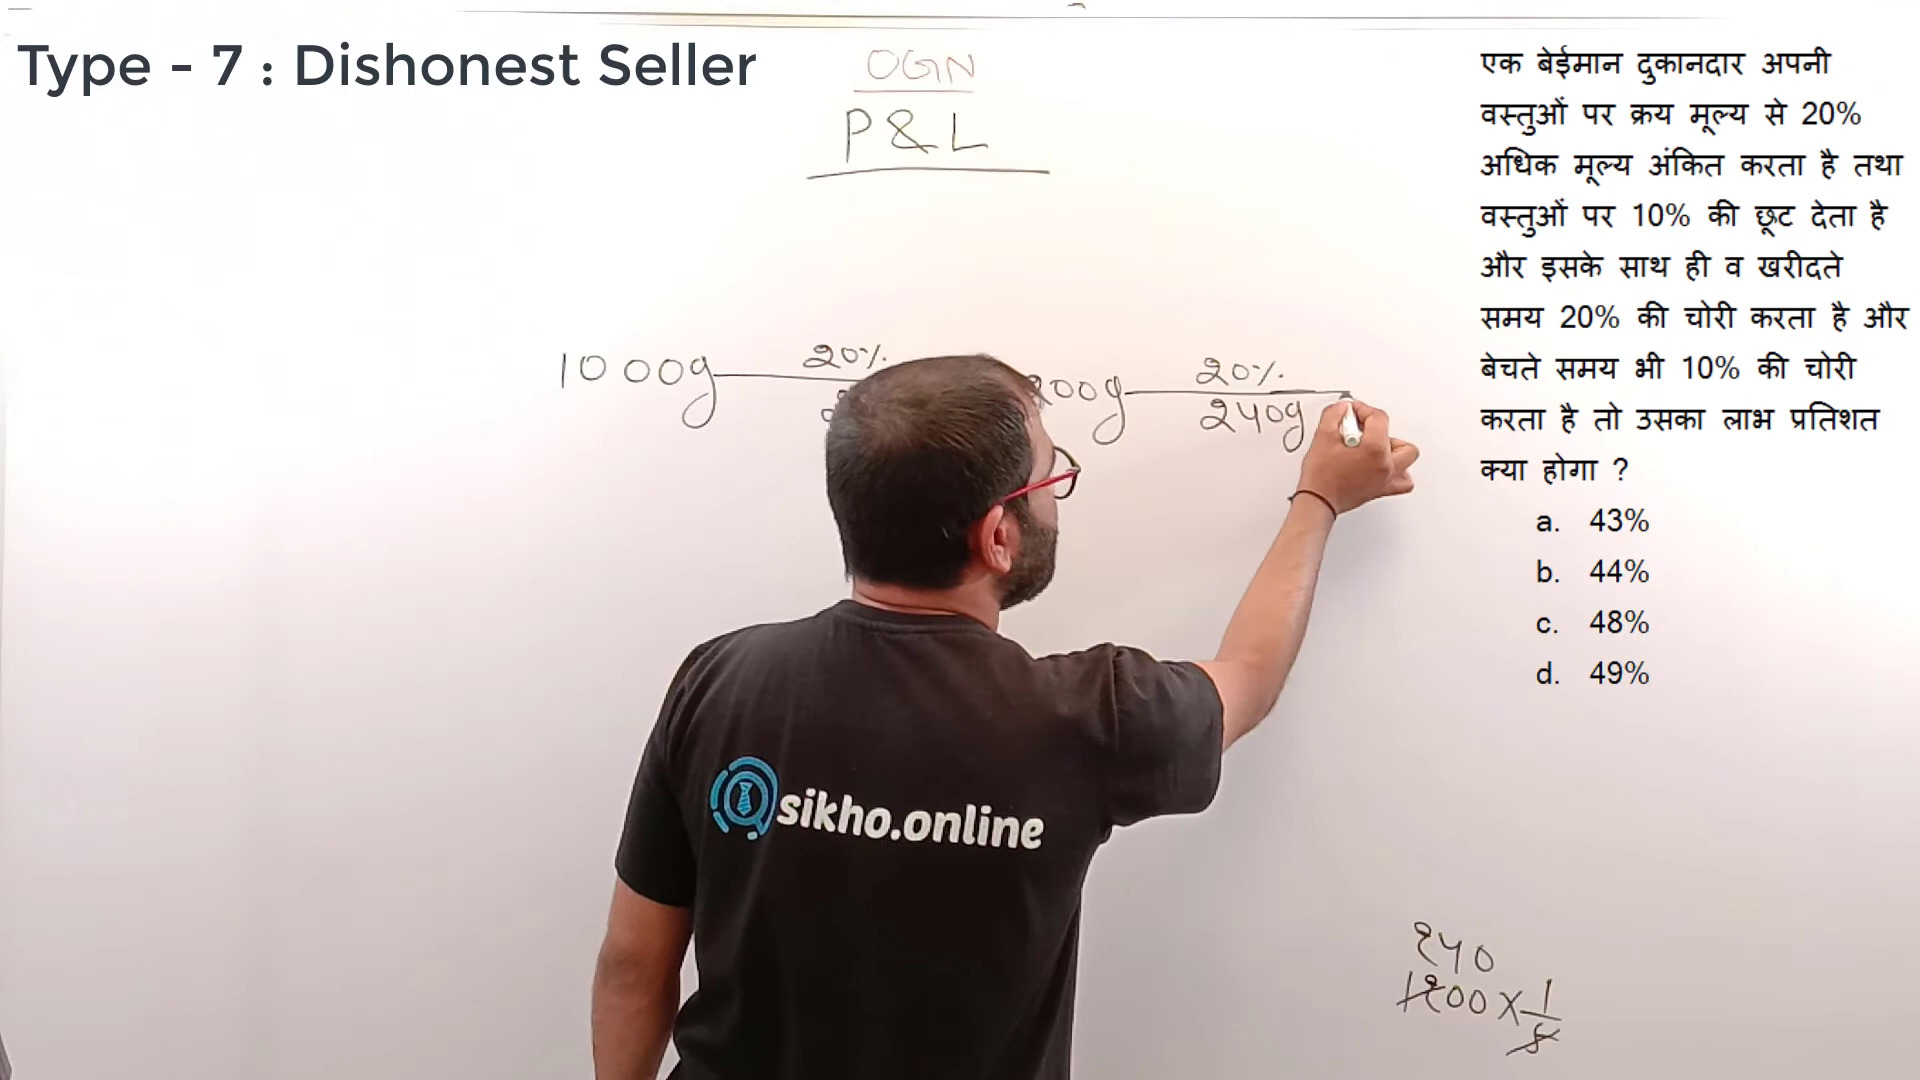 Type - 7 : Dishonest Seller
OGN
P & L
एक बेईमान दुकानदार अपनी
वस्तुओं पर क्रय मूल्य से 20%
अधिक मूल्य अंकित करता है तथा
वस्तुओं पर 10% की छूट देता है
और इसके साथ ही व खरीदते
समय 20% की चोरी करता है और
बेचते समय भी 10% की चोरी
करता है तो उसका लाभ प्रतिशत
क्या होगा ?
a. 43%
b. 44%
c. 48%
d. 49%
1000g 20% 200g 20%
240g
sikho.online
240
1200 X 1
5